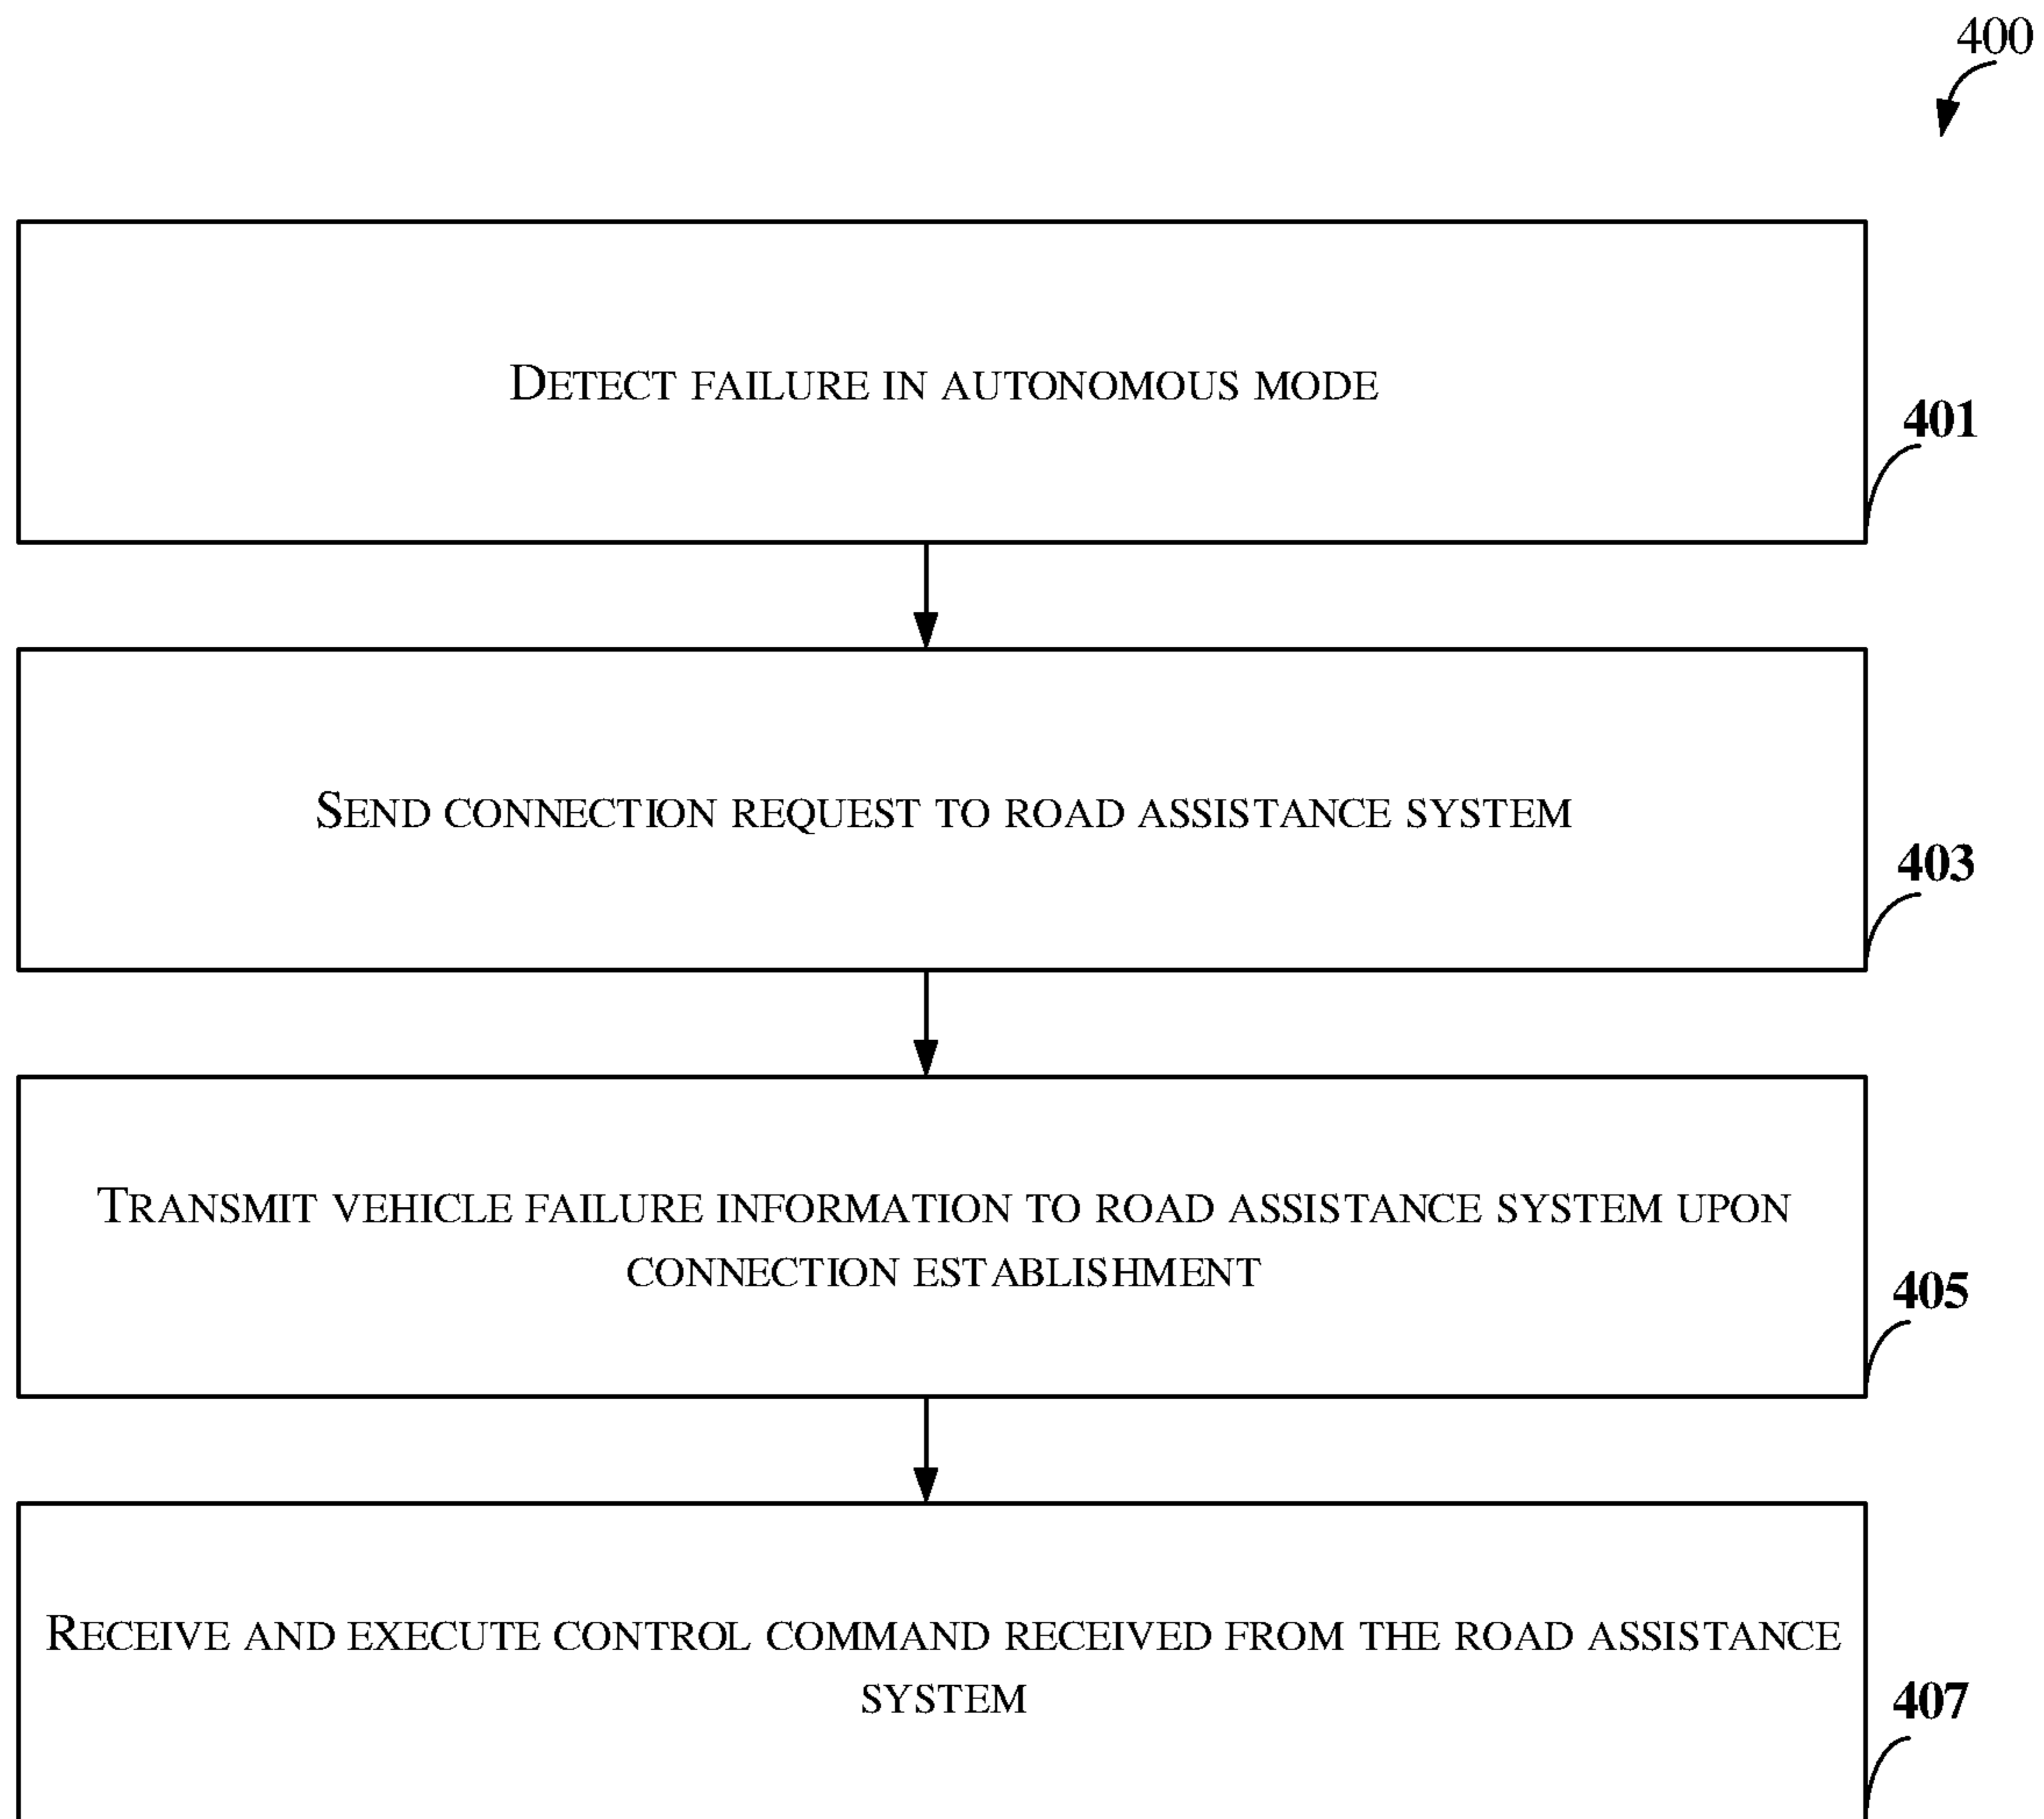 400
DETECT FAILURE IN AUTONOMOUS MODE
401
SEND CONNECTION REQUEST TO ROAD ASSISTANCE SYSTEM
403
TRANSMIT VEHICLE FAILURE INFORMATION TO ROAD ASSISTANCE SYSTEM UPON
CONNECTION ESTABLISHMENT
405
RECEIVE AND EXECUTE CONTROL COMMAND RECEIVED FROM THE ROAD ASSISTANCE
SYSTEM
407